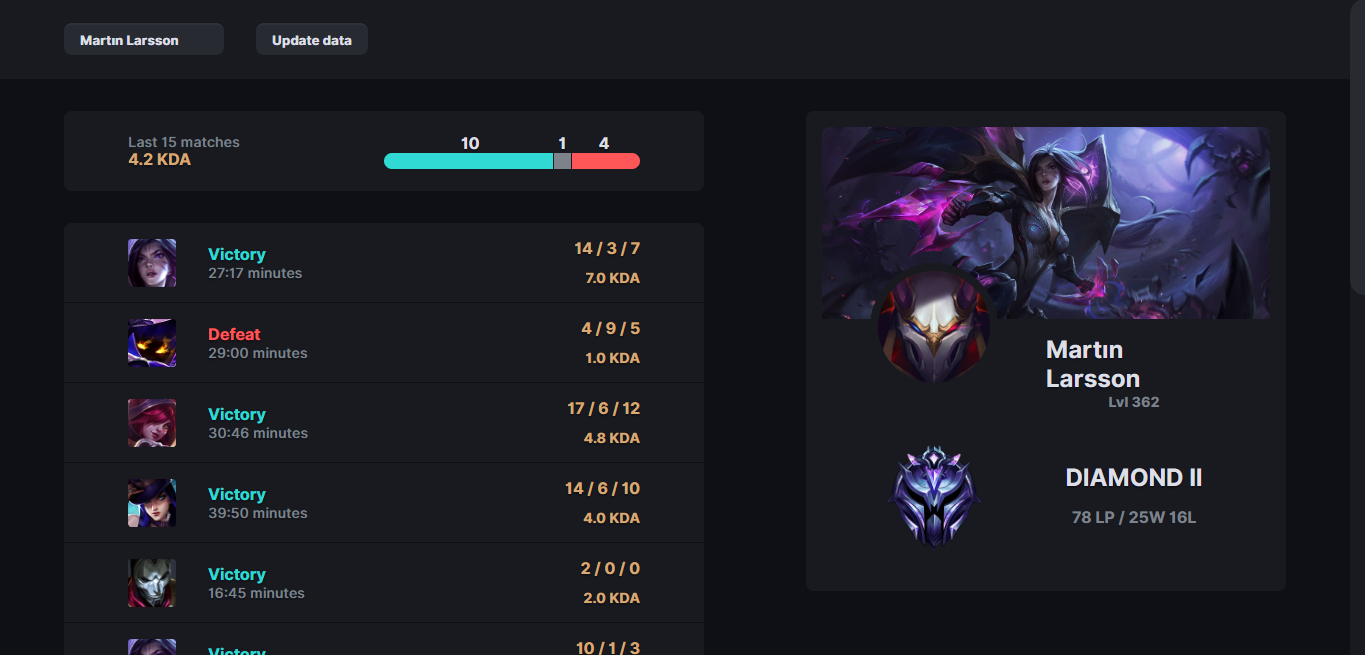 Martın Larsson
Update data
Last 15 matches
4.2 KDA
10
1
4
Victory
27:17 minutes
14 / 3 / 7
7.0 KDA
Defeat
29:00 minutes
4 / 9 / 5
1.0 KDA
Victory
30:46 minutes
17 / 6 / 12
4.8 KDA
Victory
39:50 minutes
14 / 6 / 10
4.0 KDA
Victory
16:45 minutes
2 / 0 / 0
2.0 KDA
Victory
10 / 1 / 3
Martın
Larsson
Lvl 362
DIAMOND II
78 LP / 25W 16L